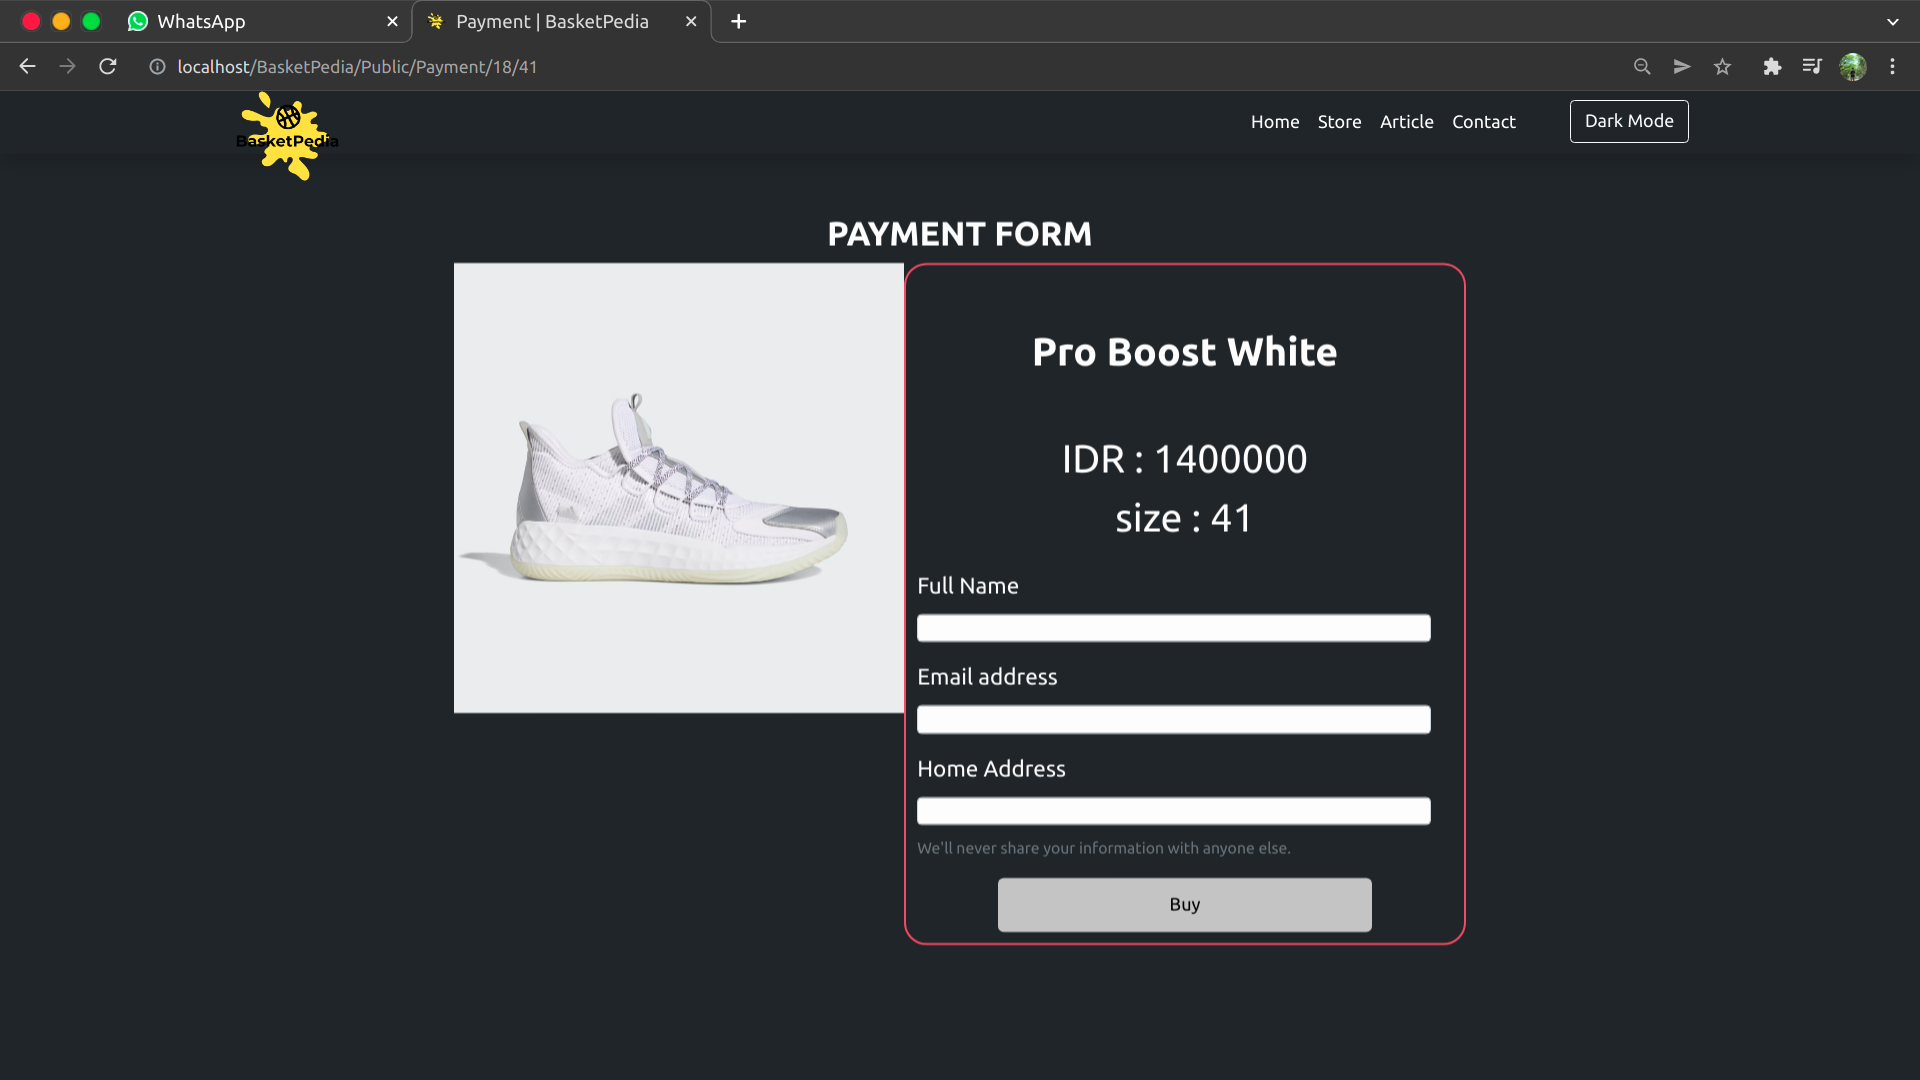 WhatsApp
Payment | BasketPedia
localhost/BasketPedia/Public/Payment/18/41
BasketPedia
Home Store Article Contact Dark Mode
PAYMENT FORM
Pro Boost White
IDR : 1400000
size : 41
Full Name
Email address
Home Address
We'll never share your information with anyone else.
Buy